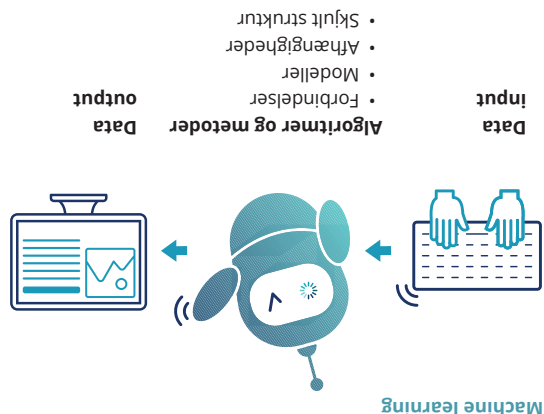 Machine learning
Data
input
Algoritmer og metoder
• Forbindelser
• Modeller
• Afhængigheder
• Skjult struktur
Data
output